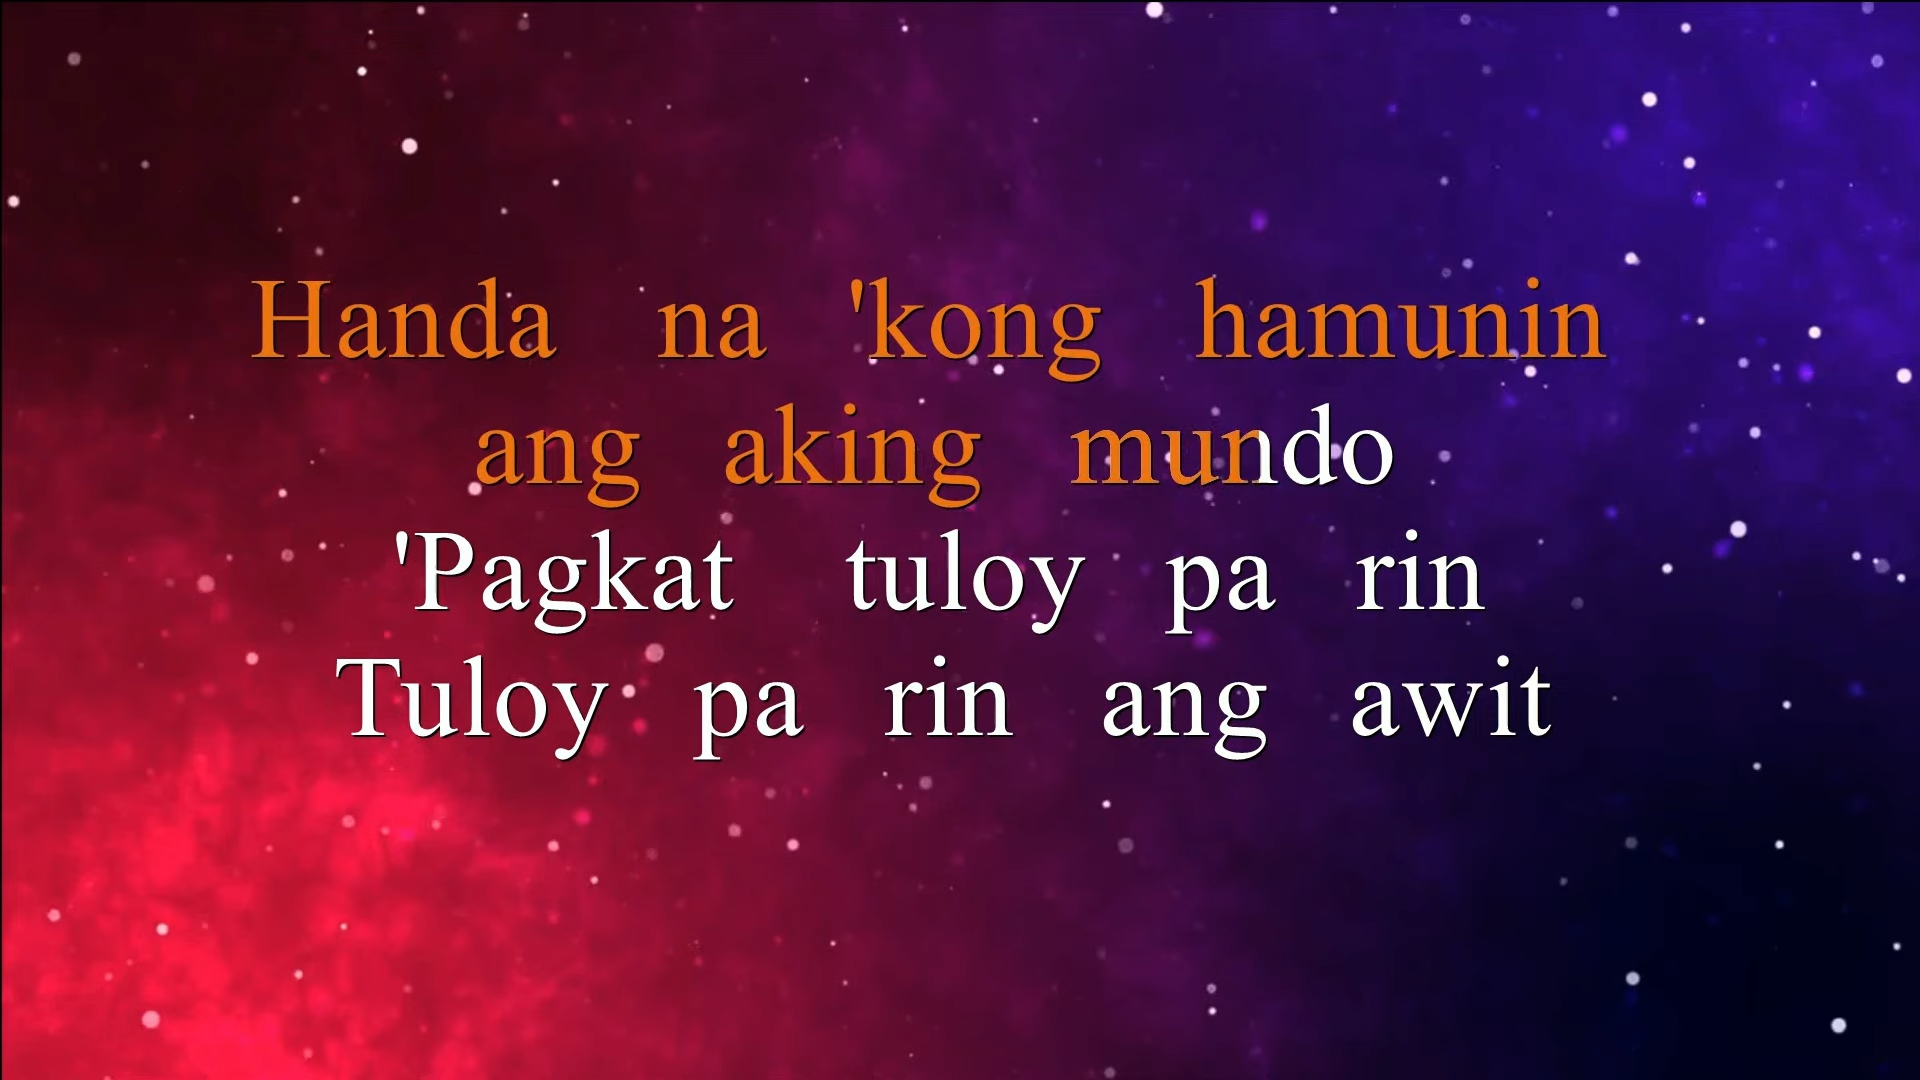 Handa na 'kong hamunin
ang aking mundo
'Pagkat tuloy pa rin
Tuloy pa rin ang awit